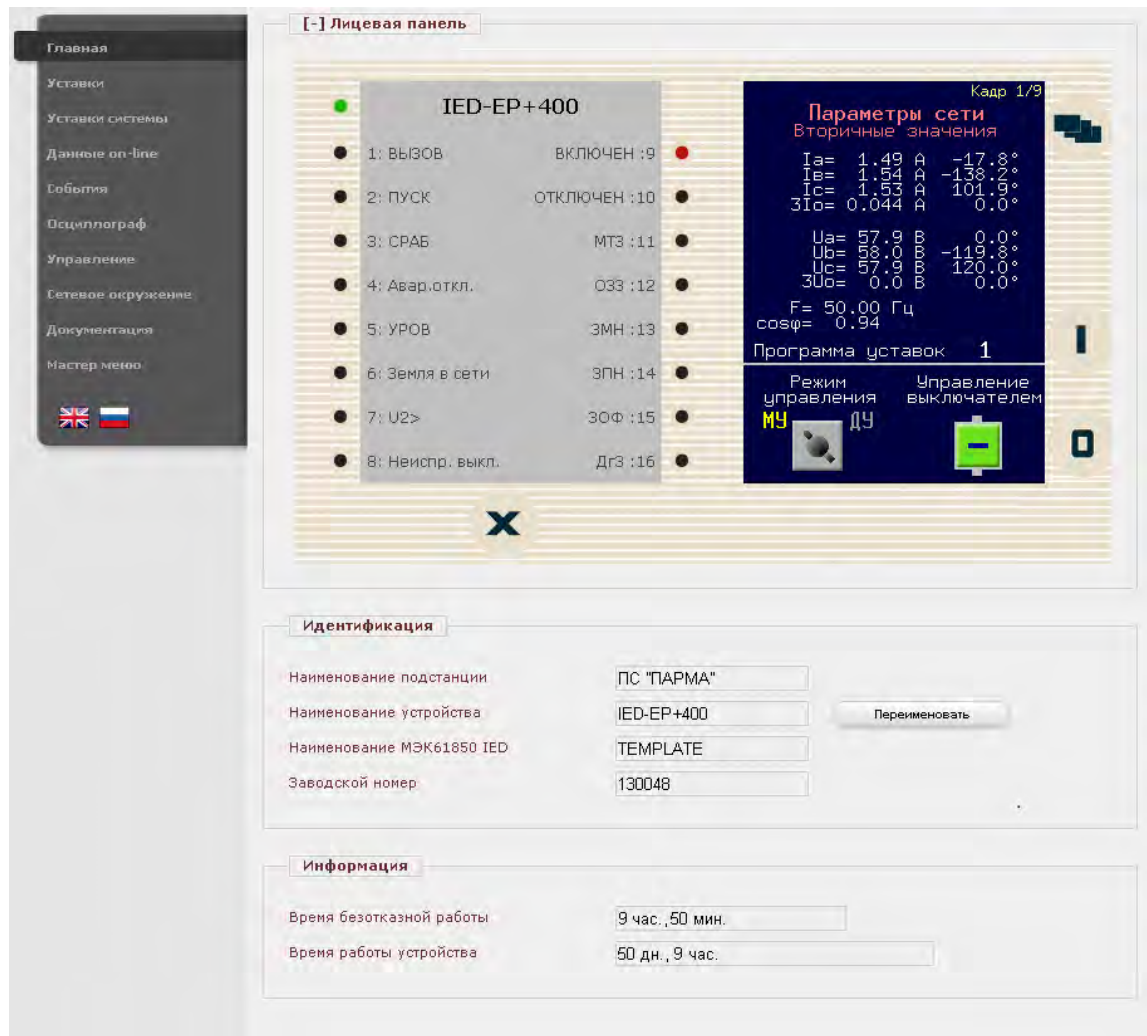 [-] Лицевая панель
Главная
Уставки
Уставки системы
Данные on-line
События
Осциллограф
Управление
Сетевое окружение
Документация
Мастер меню
IED-EP+400
1: ВЫЗОВ
ВКЛЮЧЕН :9
2: ПУСК
ОТКЛЮЧЕН :10
3: СРАБ
МТЗ :11
4: Авар.откл.
ОЗЗ :12
5: УРОВ
ЗМН :13
6: Земля в сети
ЗПН :14
7: U2>
ЗОФ :15
8: Неиспр. выкл.
ДгЗ :16
Кадр 1/9
Параметры сети
Вторичные значения
Iа= 1.49 А -17.8°
Iв= 1.54 А -138.2°
Iс= 1.53 А 101.9°
3Iо= 0.044 А 0.0°
Ua= 57.9 В 0.0°
Ub= 58.0 В -119.8°
Uc= 57.9 В 120.0°
3Uo= 0.0 В 0.0°
F= 50.00 Гц
cosφ= 0.94
Программа уставок 1
Режим управления
Управление выключателем
МУ
ДУ
I
O
X
Идентификация
Наименование подстанции
ПС "ПАРМА"
Наименование устройства
IED-EP+400
Переименовать
Наименование МЭК61850 IED
TEMPLATE
Заводской номер
130048
Информация
Время безотказной работы
9 час.,50 мин.
Время работы устройства
50 дн., 9 час.